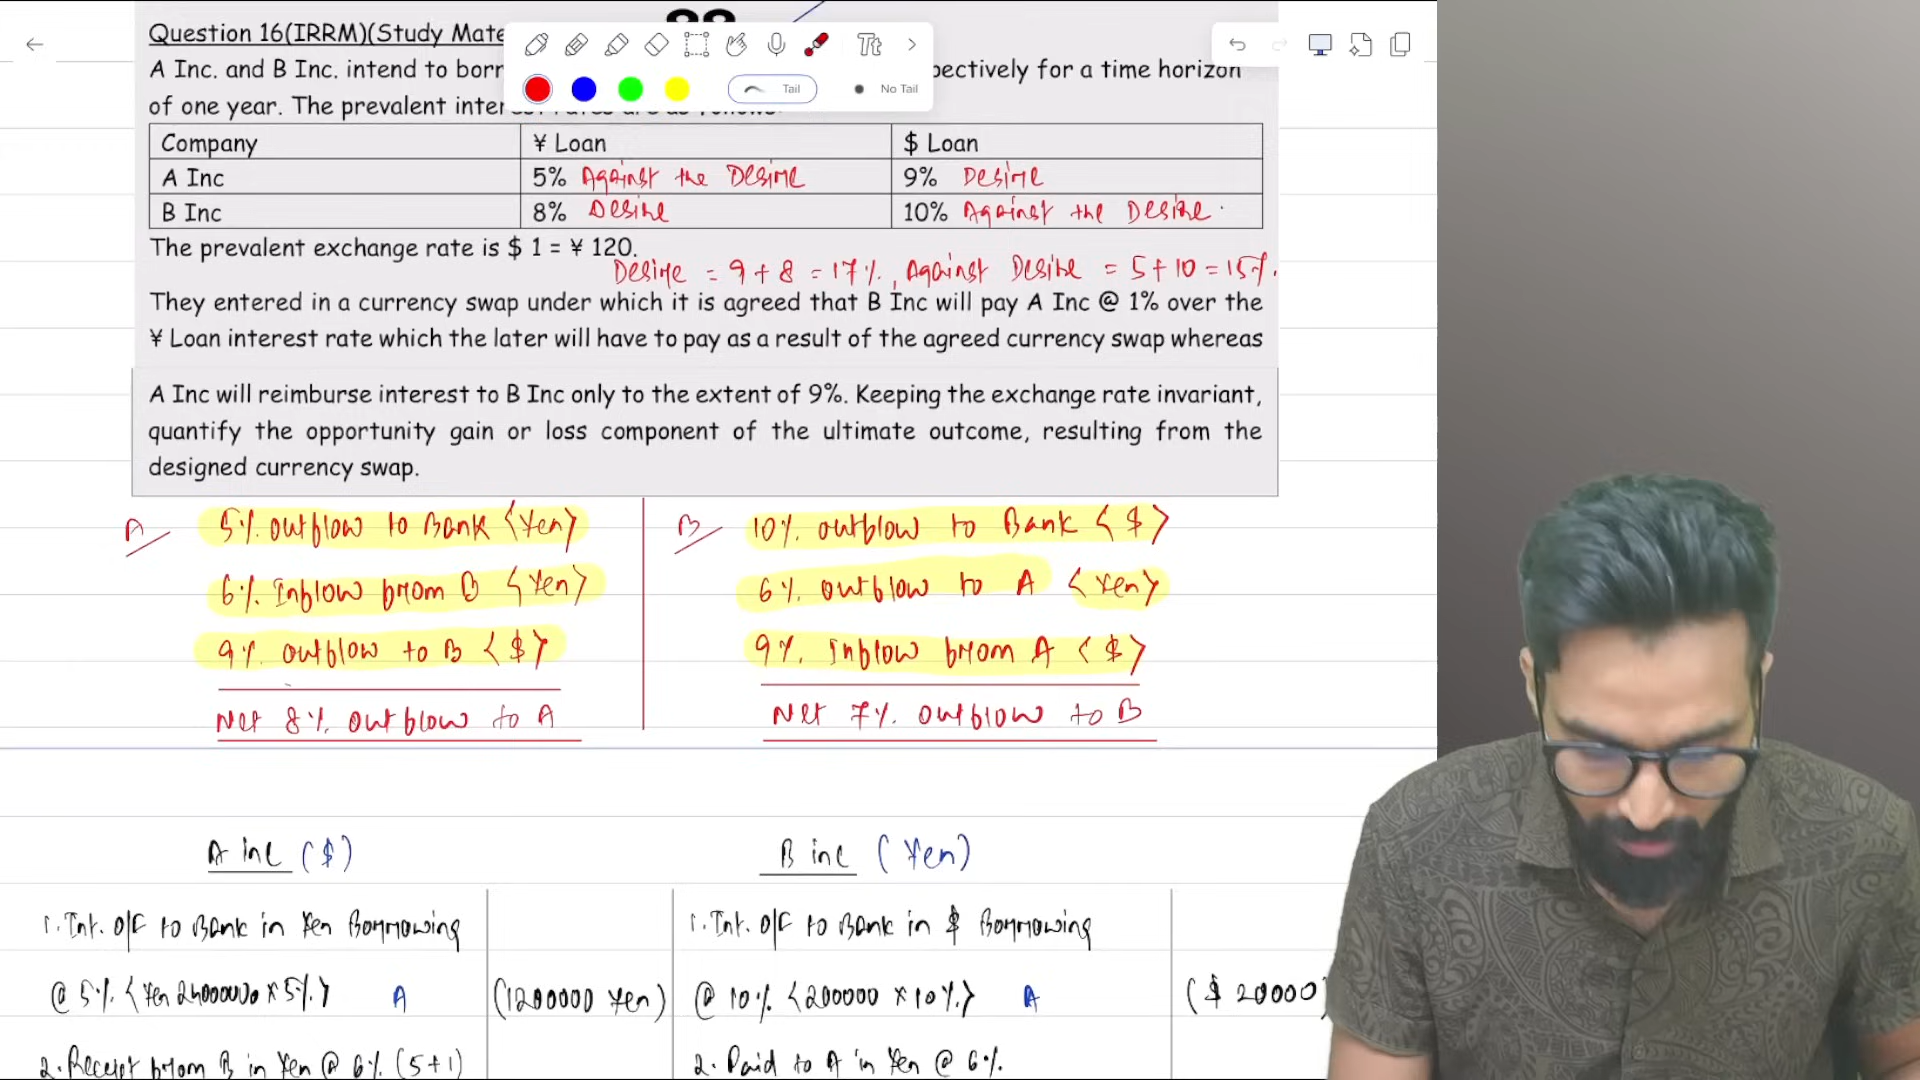 Question 16(IRRM)(Study Mate
A Inc. and B Inc. intend to borr pectively for a time horizon
of one year. The prevalent inter
Tt
Tail No Tail
Company ¥ Loan $ Loan
A Inc 5% Against the Desire 9% Desire
B Inc 8% Desire 10% Against the Desire
The prevalent exchange rate is $ 1 = ¥ 120.
Desire = 9 + 8 = 17%, Against Desire = 5 + 10 = 15%.
They entered in a currency swap under which it is agreed that B Inc will pay A Inc @ 1% over the
¥ Loan interest rate which the later will have to pay as a result of the agreed currency swap whereas
A Inc will reimburse interest to B Inc only to the extent of 9%. Keeping the exchange rate invariant,
quantify the opportunity gain or loss component of the ultimate outcome, resulting from the
designed currency swap.
A 5% outflow to Bank <Yen>
6% Inflow from B <Yen>
9% outflow to B <$>
Net 8% outflow to A
B 10% outflow to Bank <$>
6% outflow to A <Yen>
9% Inflow from A <$>
Net 7% outflow to B
A inc ($)
1. Int. O/F to Bank in Yen Borrowing
@ 5% <Yen 24000000 x 5%> A (1200000 Yen)
2. Receipt from B in Yen @ 6% (5+1)
B inc (Yen)
1. Int. O/F to Bank in $ Borrowing
@ 10% <200000 x 10%> A ($ 20000
2. Paid to A in Yen @ 6%.